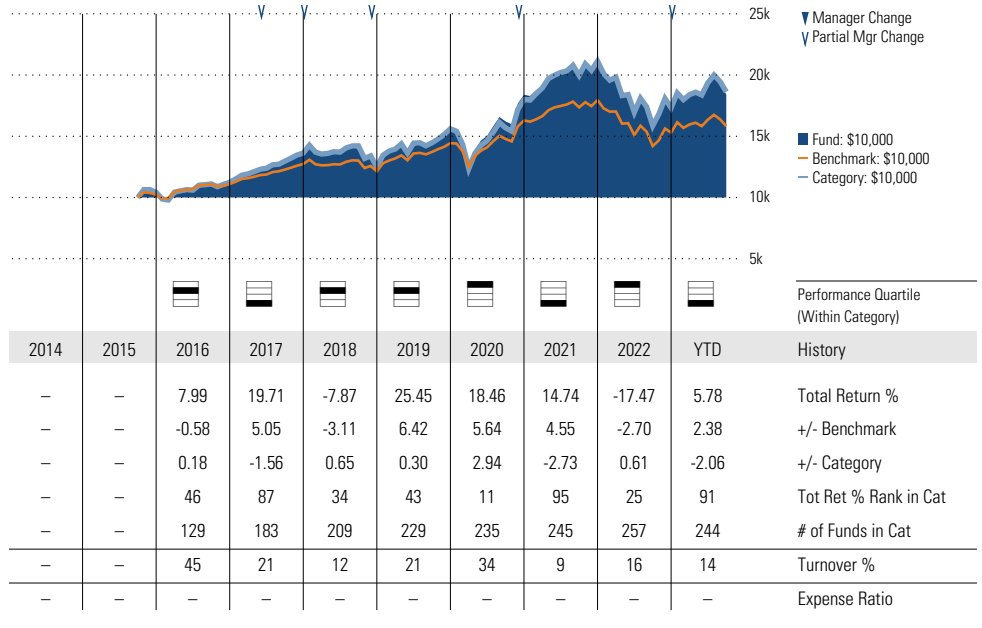 25k
20k
15k
10k
5k
Manager Change
Partial Mgr Change
Fund: $10,000
Benchmark: $10,000
Category: $10,000
Performance Quartile
(Within Category)
2014 2015 2016 2017 2018 2019 2020 2021 2022 YTD History
– – 7.99 19.71 -7.87 25.45 18.46 14.74 -17.47 5.78 Total Return %
– – -0.58 5.05 -3.11 6.42 5.64 4.55 -2.70 2.38 +/- Benchmark
– – 0.18 -1.56 0.65 0.30 2.94 -2.73 0.61 -2.06 +/- Category
– – 46 87 34 43 11 95 25 91 Tot Ret % Rank in Cat
– – 129 183 209 229 235 245 257 244 # of Funds in Cat
– – 45 21 12 21 34 9 16 14 Turnover %
– – – – – – – – – – Expense Ratio